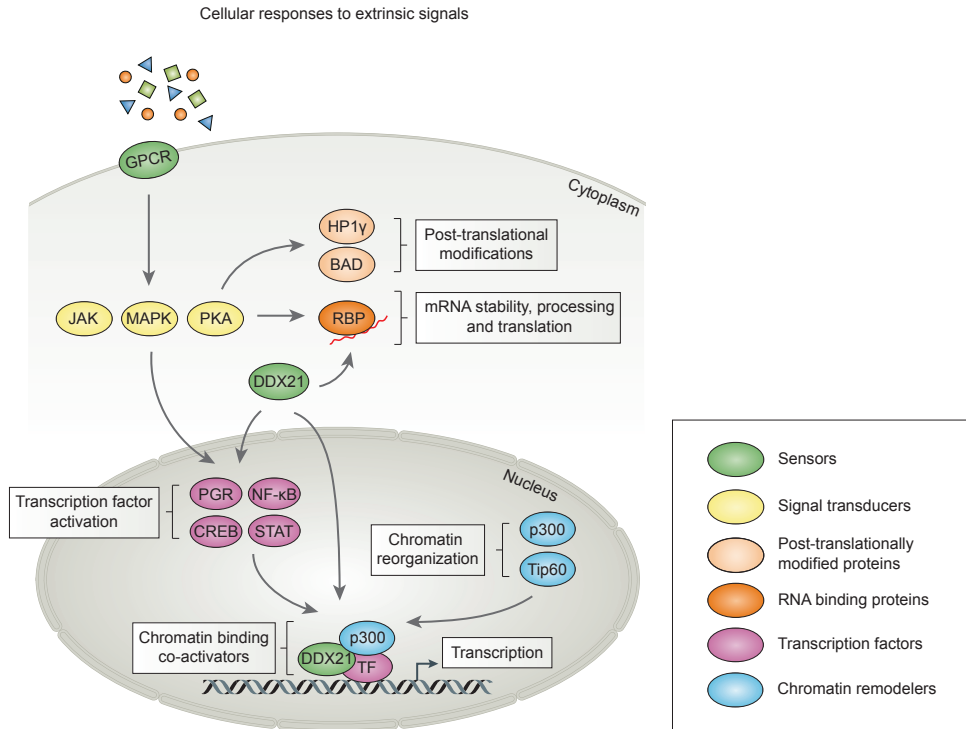 Cellular responses to extrinsic signals
GPCR
Cytoplasm
HP1γ
BAD
Post-translational
modifications
JAK
MAPK
PKA
RBP
mRNA stability, processing
and translation
DDX21
Nucleus
Transcription factor
activation
PGR
NF-κB
CREB
STAT
Chromatin
reorganization
p300
Tip60
Chromatin binding
co-activators
p300
DDX21
TF
Transcription
Sensors
Signal transducers
Post-translationally
modified proteins
RNA binding proteins
Transcription factors
Chromatin remodelers